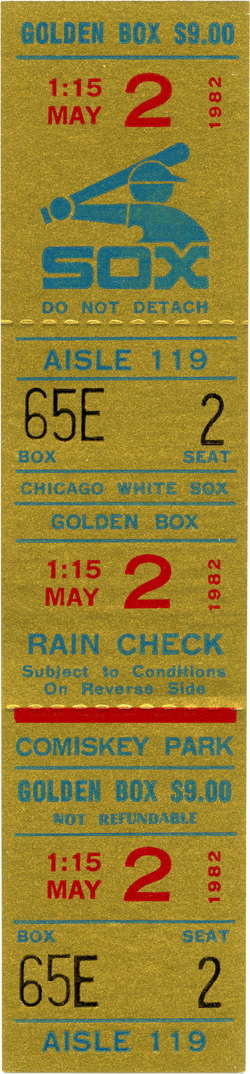 GOLDEN BOX $9.00
1:15 MAY 2 1982
SOX
DO NOT DETACH
AISLE 119
65E 2
BOX SEAT
CHICAGO WHITE SOX
GOLDEN BOX
1:15 MAY 2 1982
RAIN CHECK
Subject to Conditions
On Reverse Side
COMISKEY PARK
GOLDEN BOX $9.00
NOT REFUNDABLE
1:15 MAY 2 1982
BOX SEAT
65E 2
AISLE 119